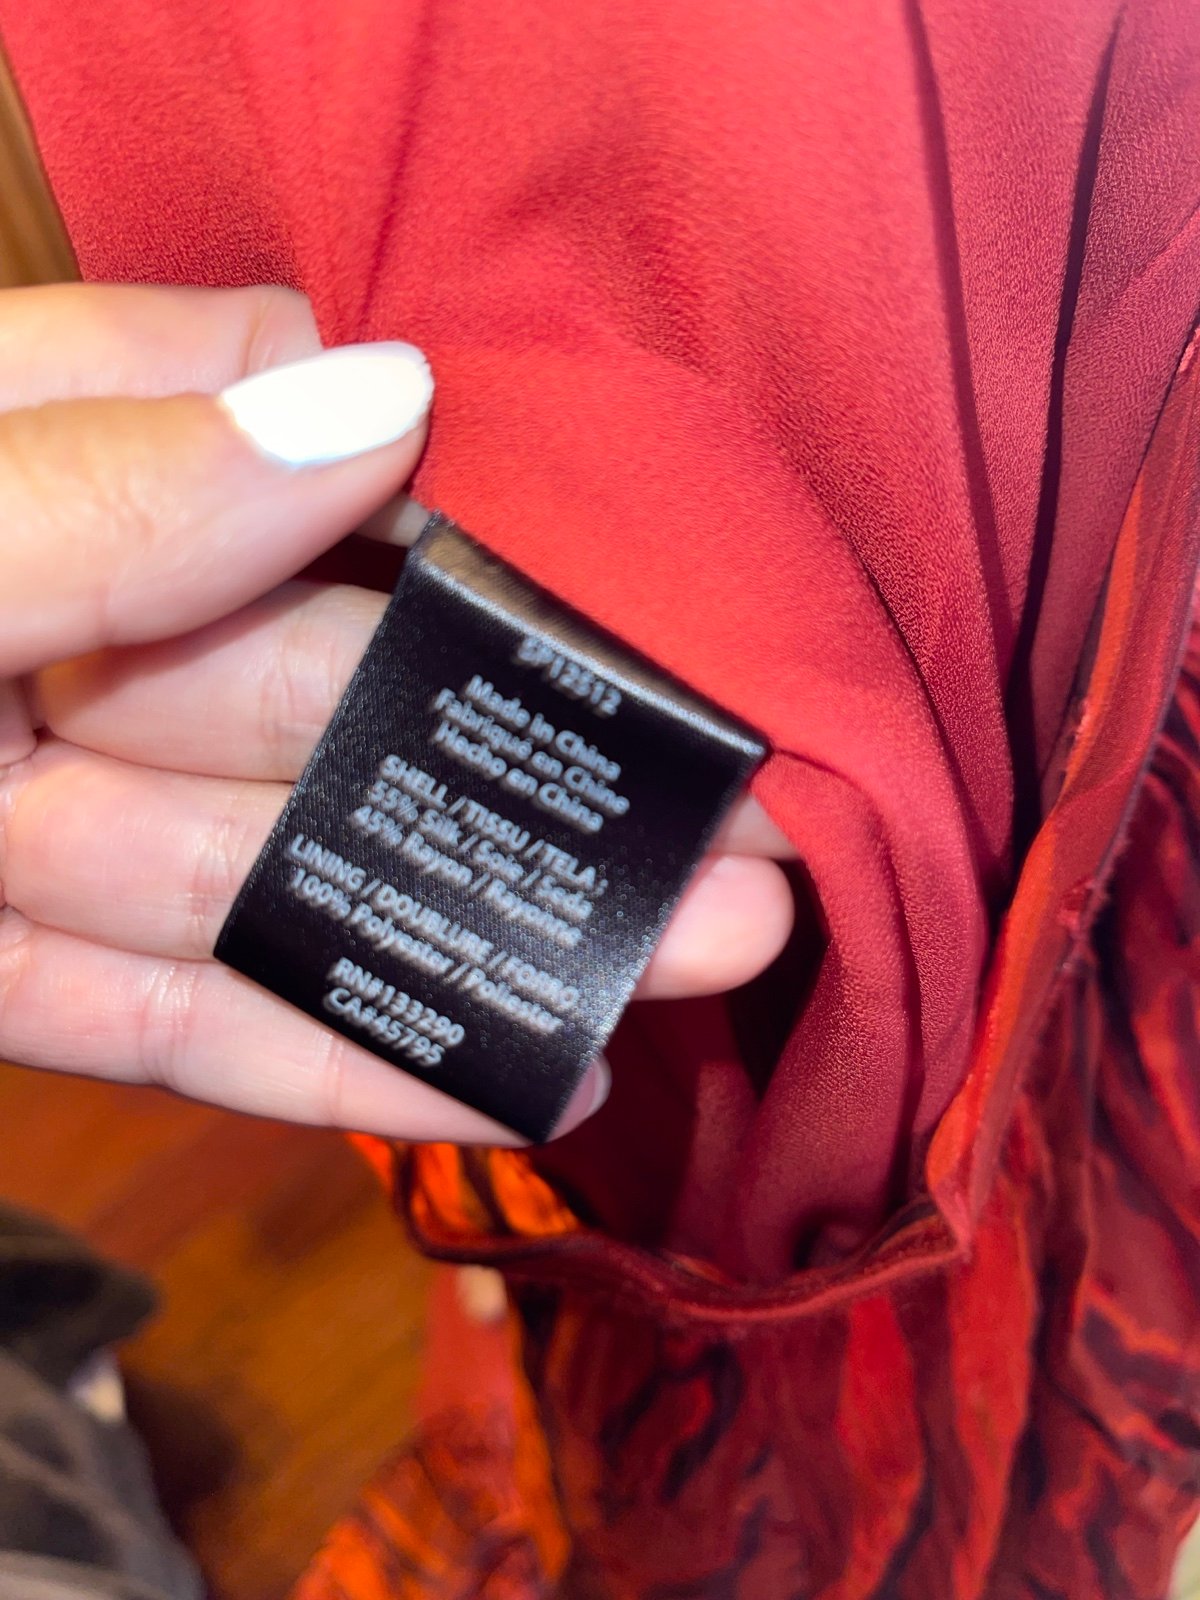 SP12512
Made in China
Fabriqué en Chine
Hecho en China
SHELL / TISSU / TELA :
55% Silk / Soie / Seda
45% Rayon / Rayonne
LINING / DOUBLURE / FORRO :
100% Polyester / Poliester
RN#133290
CA#45795